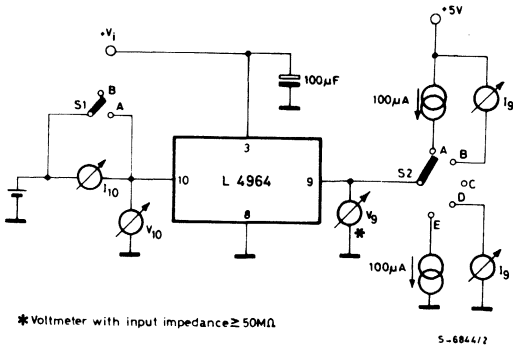 +5V
+Vi
100µF
S1
B
A
100µA
I9
A
B
S2
3
I10
10
L 4964
9
C
D
V10
V9
*
8
E
100µA
I9
* Voltmeter with input impedance ≥ 50MΩ
S-6844/2